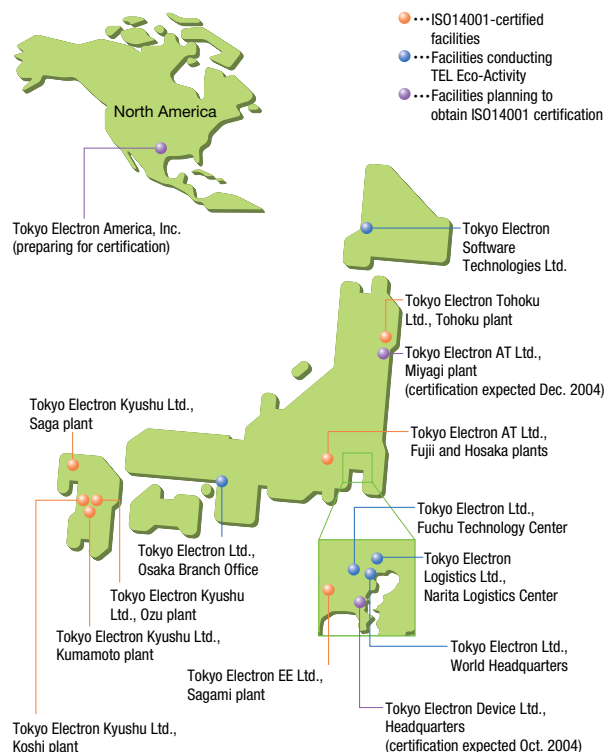 •••ISO14001-certified
facilities
•••Facilities conducting
TEL Eco-Activity
•••Facilities planning to
obtain ISO14001 certification
North America
Tokyo Electron America, Inc.
(preparing for certification)
Tokyo Electron
Software
Technologies Ltd.
Tokyo Electron Tohoku
Ltd., Tohoku plant
Tokyo Electron AT Ltd.,
Miyagi plant
(certification expected Dec. 2004)
Tokyo Electron Kyushu Ltd.,
Saga plant
Tokyo Electron AT Ltd.,
Fujii and Hosaka plants
Tokyo Electron Ltd.,
Fuchu Technology Center
Tokyo Electron Ltd.,
Osaka Branch Office
Tokyo Electron
Logistics Ltd.,
Narita Logistics Center
Tokyo Electron Kyushu
Ltd., Ozu plant
Tokyo Electron Kyushu Ltd.,
Kumamoto plant
Tokyo Electron Ltd.,
World Headquarters
Tokyo Electron EE Ltd.,
Sagami plant
Tokyo Electron Device Ltd.,
Headquarters
(certification expected Oct. 2004)
Tokyo Electron Kyushu Ltd.,
Koshi plant